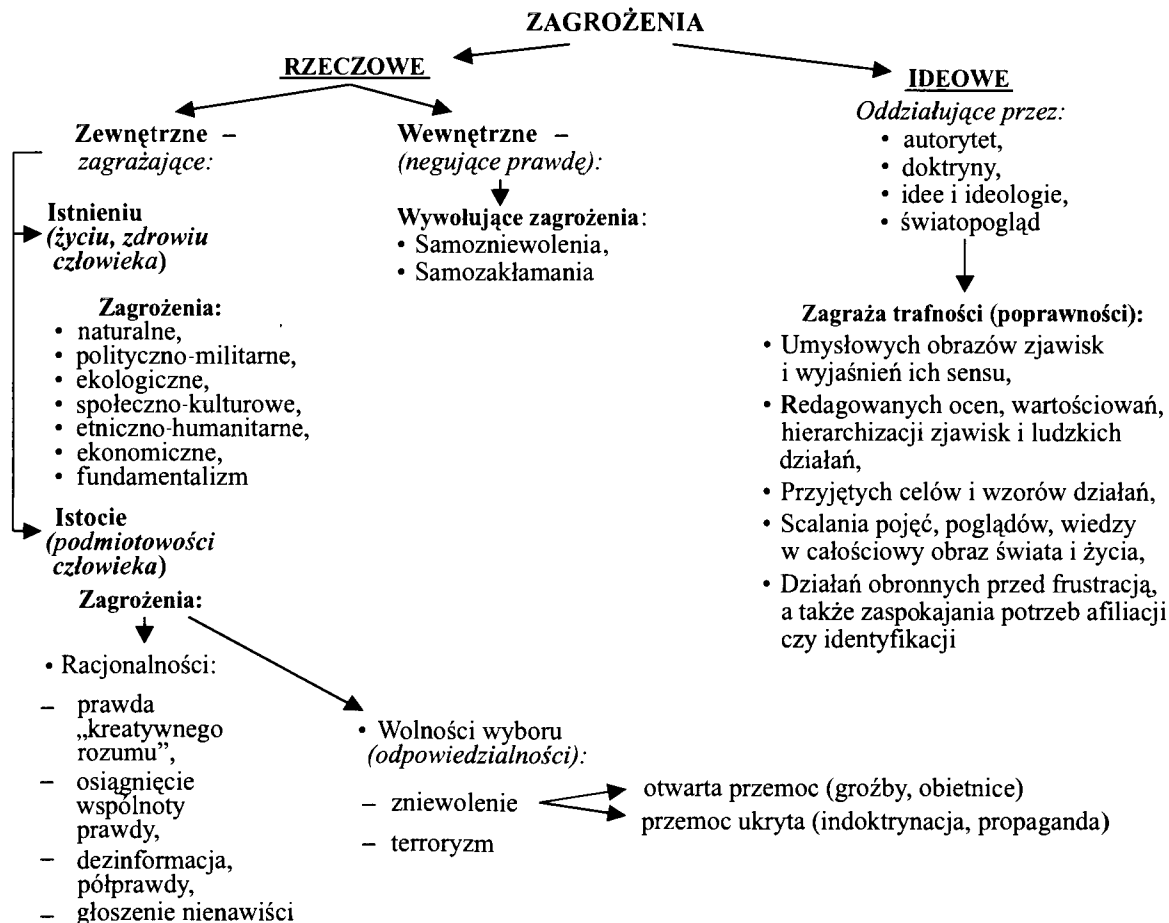 ZAGROŻENIA
RZECZOWE
Zewnętrzne –
zagrażające:
Istnieniu
(życiu, zdrowiu
człowieka)
Zagrożenia:
• naturalne,
• polityczno-militarne,
• ekologiczne,
• społeczno-kulturowe,
• etniczno-humanitarne,
• ekonomiczne,
• fundamentalizm
Istocie
(podmiotowości
człowieka)
Zagrożenia:
• Racjonalności:
– prawda
„kreatywnego
rozumu”,
– osiągnięcie
wspólnoty
prawdy,
– dezinformacja,
półprawdy,
– głoszenie nienawiści
• Wolności wyboru
(odpowiedzialności):
– zniewolenie
otwarta przemoc (groźby, obietnice)
przemoc ukryta (indoktrynacja, propaganda)
– terroryzm
Wewnętrzne –
(negujące prawdę):
Wywołujące zagrożenia:
• Samozniewolenia,
• Samozakłamania
IDEOWE
Oddziałujące przez:
• autorytet,
• doktryny,
• idee i ideologie,
• światopogląd
Zagraża trafności (poprawności):
• Umysłowych obrazów zjawisk
i wyjaśnień ich sensu,
• Redagowanych ocen, wartościowań,
hierarchizacji zjawisk i ludzkich
działań,
• Przyjętych celów i wzorów działań,
• Scalania pojęć, poglądów, wiedzy
w całościowy obraz świata i życia,
• Działań obronnych przed frustracją,
a także zaspokajania potrzeb afiliacji
czy identyfikacji